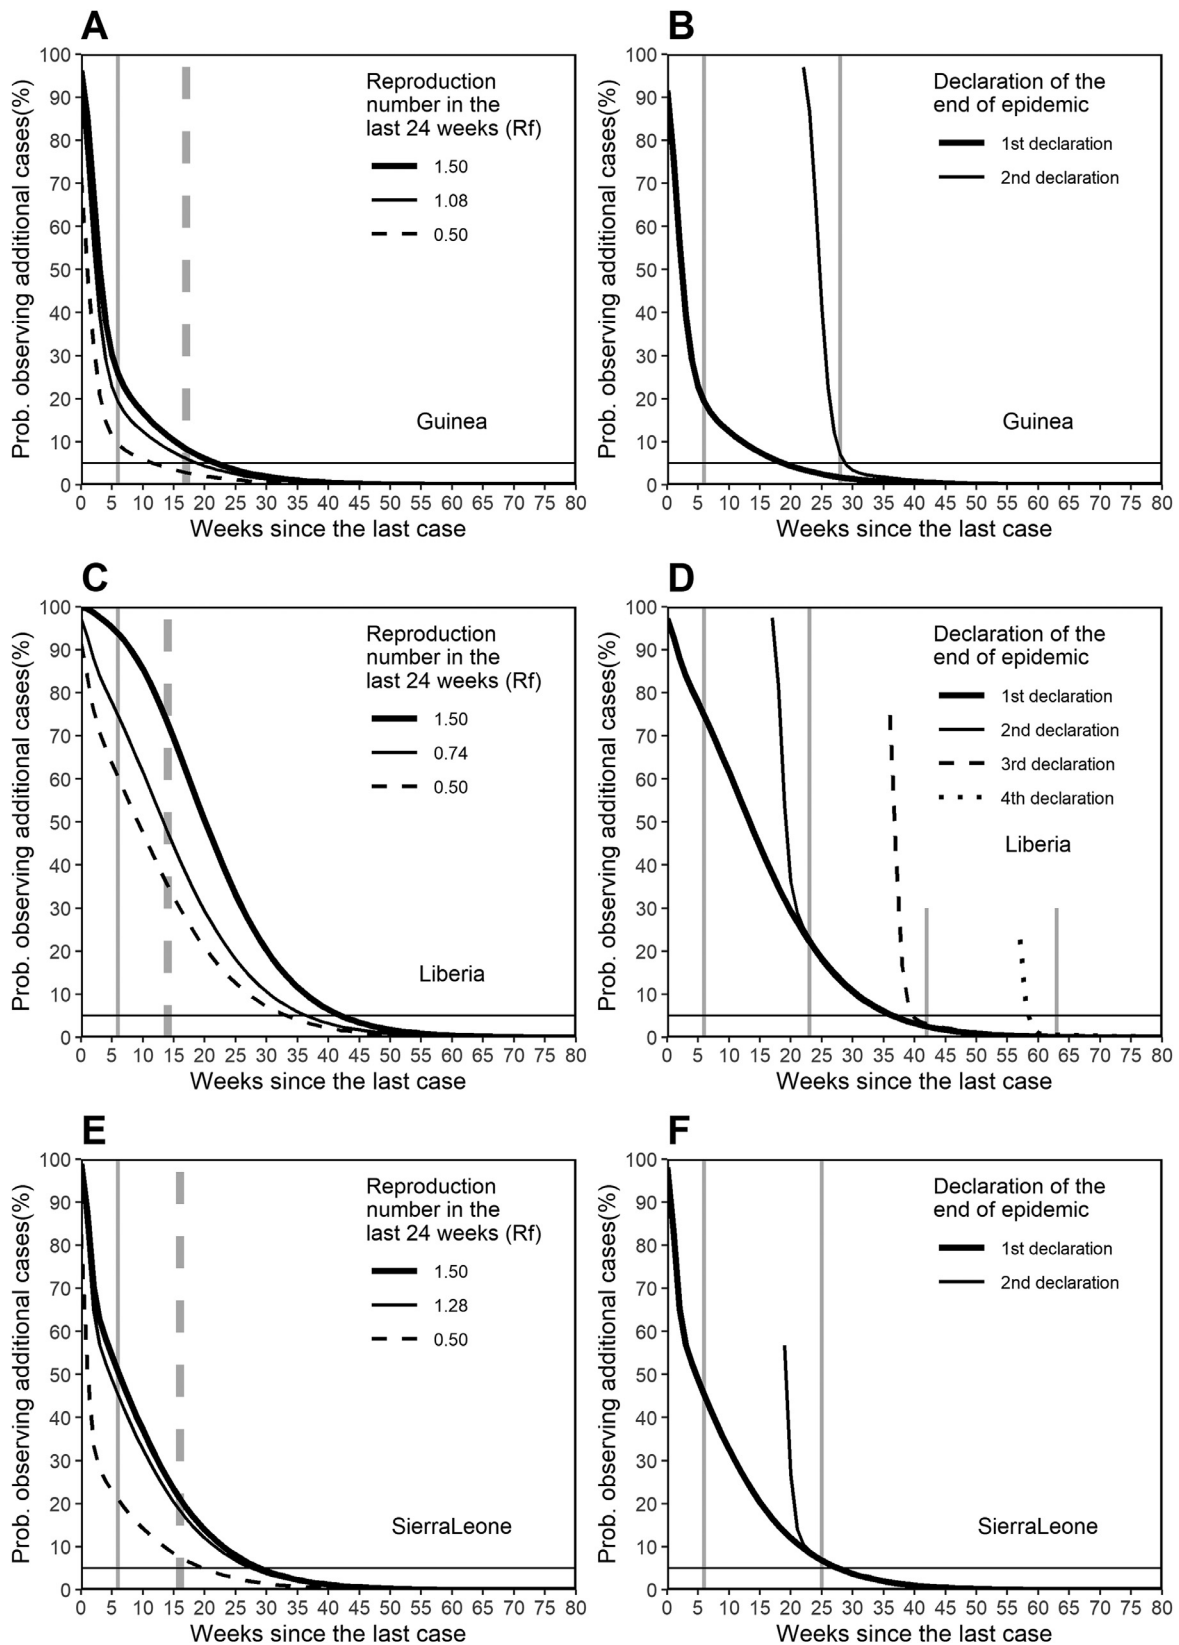 A
Prob. observing additional cases(%)
100
90
80
70
60
50
40
30
20
10
0
Reproduction
number in the
last 24 weeks (Rf)
1.50
1.08
0.50
Guinea
0 5 10 15 20 25 30 35 40 45 50 55 60 65 70 75 80
Weeks since the last case
B
Prob. observing additional cases(%)
100
90
80
70
60
50
40
30
20
10
0
Declaration of the
end of epidemic
1st declaration
2nd declaration
Guinea
0 5 10 15 20 25 30 35 40 45 50 55 60 65 70 75 80
Weeks since the last case
C
Prob. observing additional cases(%)
100
90
80
70
60
50
40
30
20
10
0
Reproduction
number in the
last 24 weeks (Rf)
1.50
0.74
0.50
Liberia
0 5 10 15 20 25 30 35 40 45 50 55 60 65 70 75 80
Weeks since the last case
D
Prob. observing additional cases(%)
100
90
80
70
60
50
40
30
20
10
0
Declaration of the
end of epidemic
1st declaration
2nd declaration
3rd declaration
4th declaration
Liberia
0 5 10 15 20 25 30 35 40 45 50 55 60 65 70 75 80
Weeks since the last case
E
Prob. observing additional cases(%)
100
90
80
70
60
50
40
30
20
10
0
Reproduction
number in the
last 24 weeks (Rf)
1.50
1.28
0.50
SierraLeone
0 5 10 15 20 25 30 35 40 45 50 55 60 65 70 75 80
Weeks since the last case
F
Prob. observing additional cases(%)
100
90
80
70
60
50
40
30
20
10
0
Declaration of the
end of epidemic
1st declaration
2nd declaration
SierraLeone
0 5 10 15 20 25 30 35 40 45 50 55 60 65 70 75 80
Weeks since the last case